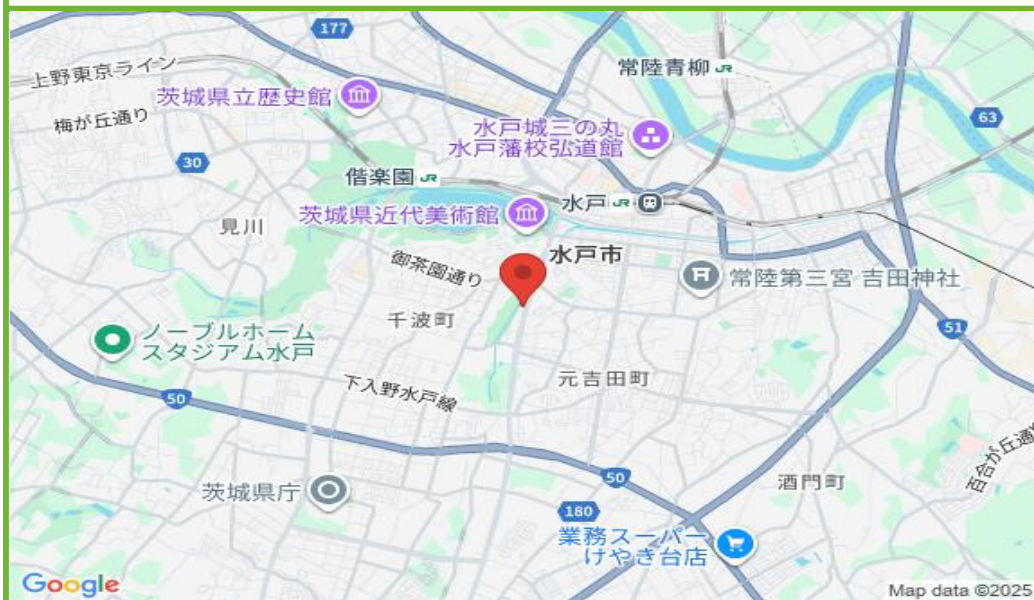 177
上野東京ライン
常陸青柳 JR
茨城県立歴史館
63
梅が丘通り
水戸城三の丸
水戸藩校弘道館
30
偕楽園 JR
水戸 JR
茨城県近代美術館
見川
水戸市
御茶園通り
常陸第三宮 吉田神社
千波町
51
ノーブルホーム
スタジアム水戸
元吉田町
下入野水戸線
50
百合が丘通り
50
酒門町
茨城県庁
180
業務スーパー
けやき台店
Google
Map data ©2025